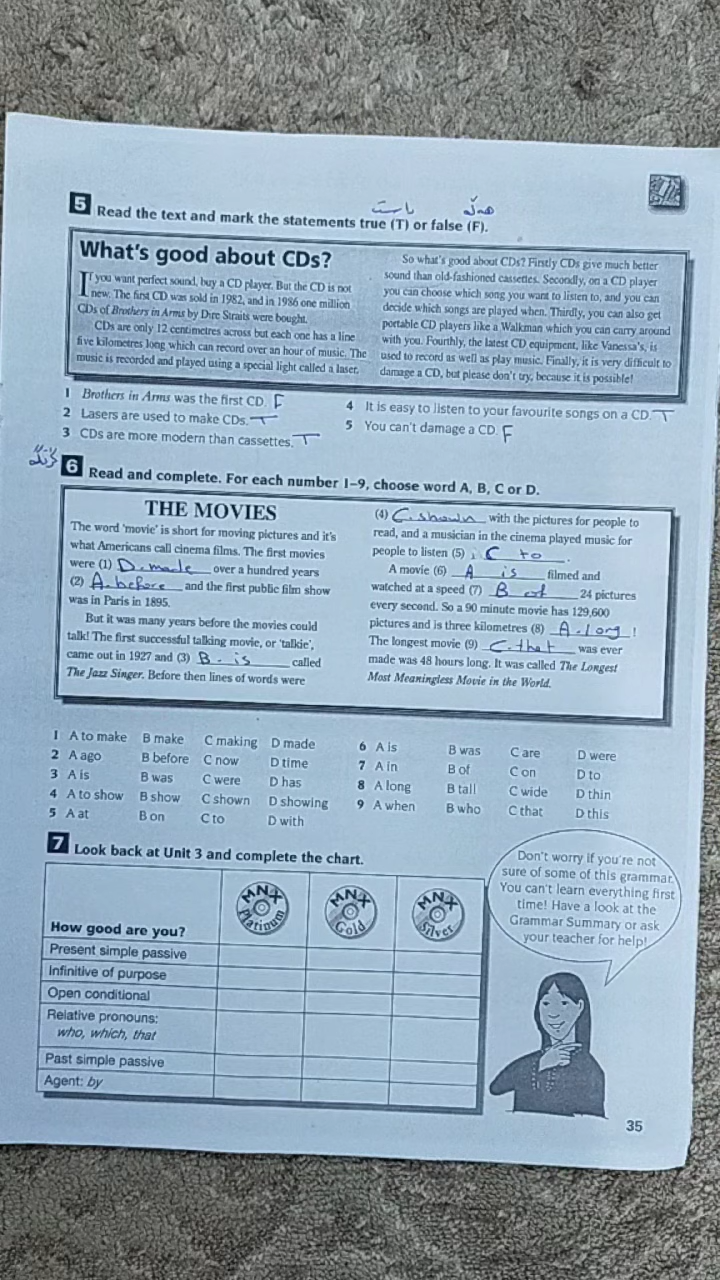 راست هەڵە
5 Read the text and mark the statements true (T) or false (F).
What's good about CDs?
If you want perfect sound, buy a CD player. But the CD is not
new. The first CD was sold in 1982, and in 1986 one million
CDs of Brothers in Arms by Dire Straits were bought.
CDs are only 12 centimetres across but each one has a line
five kilometres long which can record over an hour of music. The
music is recorded and played using a special light called a laser.
So what's good about CDs? Firstly CDs give much better
sound than old-fashioned cassettes. Secondly, on a CD player
you can choose which song you want to listen to, and you can
decide which songs are played when. Thirdly, you can also get
portable CD players like a Walkman which you can carry around
with you. Fourthly, the latest CD equipment, like Vanessa's, is
used to record as well as play music. Finally, it is very difficult to
damage a CD, but please don't try, because it is possible!
1 Brothers in Arms was the first CD. F
2 Lasers are used to make CDs. T
3 CDs are more modern than cassettes. T
4 It is easy to listen to your favourite songs on a CD. T
5 You can't damage a CD. F
6 Read and complete. For each number 1–9, choose word A, B, C or D.
THE MOVIES
The word 'movie' is short for moving pictures and it's
what Americans call cinema films. The first movies
were (1) D. made over a hundred years
(2) A. before and the first public film show
was in Paris in 1895.
But it was many years before the movies could
talk! The first successful talking movie, or 'talkie',
came out in 1927 and (3) B. is called
The Jazz Singer. Before then lines of words were
(4) C. shown with the pictures for people to
read, and a musician in the cinema played music for
people to listen (5) C to.
A movie (6) A is filmed and
watched at a speed (7) B of 24 pictures
every second. So a 90 minute movie has 129,600
pictures and is three kilometres (8) A. long!
The longest movie (9) C. that was ever
made was 48 hours long. It was called The Longest
Most Meaningless Movie in the World.
1 A to make B make C making D made
2 A ago B before C now D time
3 A is B was C were D has
4 A to show B show C shown D showing
5 A at B on C to D with
6 A is B was C are D were
7 A in B of C on D to
8 A long B tall C wide D thin
9 A when B who C that D this
7 Look back at Unit 3 and complete the chart.
How good are you?
MNX Platinum
MNX Gold
MNX Silver
Present simple passive
Infinitive of purpose
Open conditional
Relative pronouns:
who, which, that
Past simple passive
Agent: by
Don't worry if you're not
sure of some of this grammar.
You can't learn everything first
time! Have a look at the
Grammar Summary or ask
your teacher for help!
35